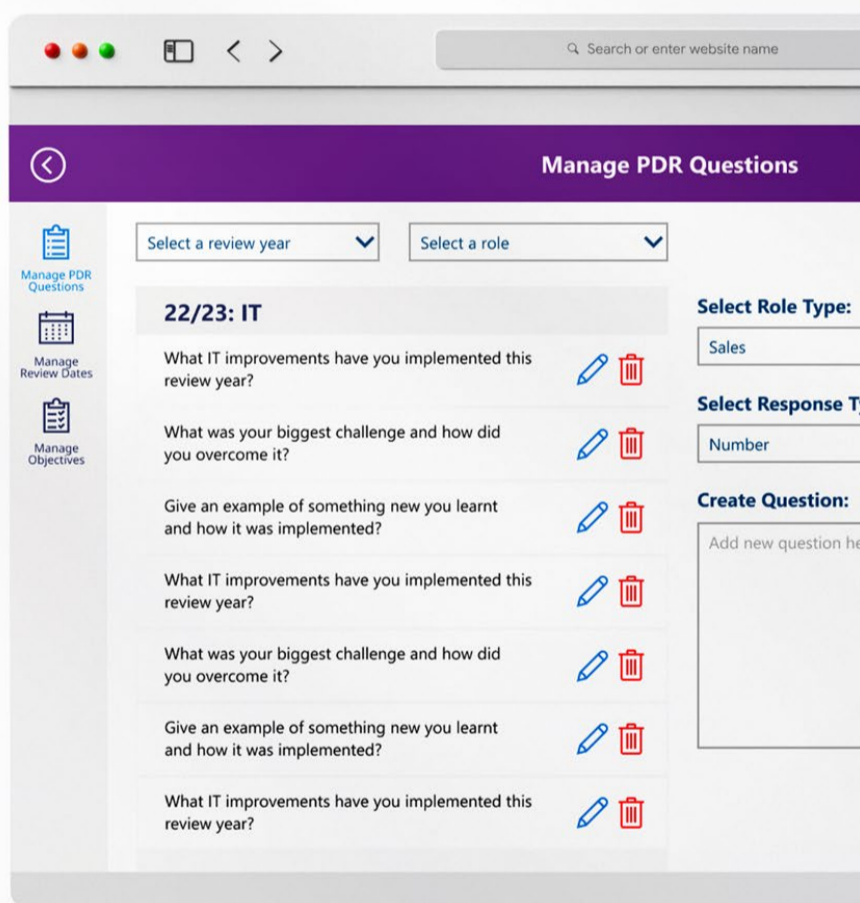 Search or enter website name
Manage PDR Questions
Manage PDR
Questions
Manage
Review Dates
Manage
Objectives
Select a review year
Select a role
22/23: IT
What IT improvements have you implemented this
review year?
What was your biggest challenge and how did
you overcome it?
Give an example of something new you learnt
and how it was implemented?
What IT improvements have you implemented this
review year?
What was your biggest challenge and how did
you overcome it?
Give an example of something new you learnt
and how it was implemented?
What IT improvements have you implemented this
review year?
Select Role Type:
Sales
Select Response
Number
Create Question:
Add new question